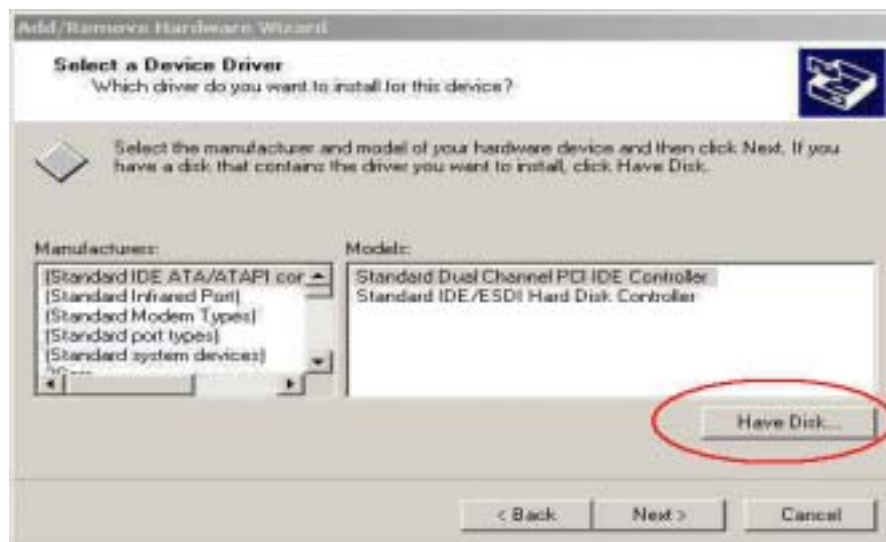 Add/Remove Hardware Wizard
Select a Device Driver
Which driver do you want to install for this device?
Select the manufacturer and model of your hardware device and then click Next. If you
have a disk that contains the driver you want to install, click Have Disk.
Manufacturers:
(Standard IDE ATA/ATAPI cor
(Standard Infrared Port)
(Standard Modem Types)
(Standard port types)
(Standard system devices)
Models:
Standard Dual Channel PCI IDE Controller
Standard IDE/ESDI Hard Disk Controller
Have Disk...
< Back
Next >
Cancel